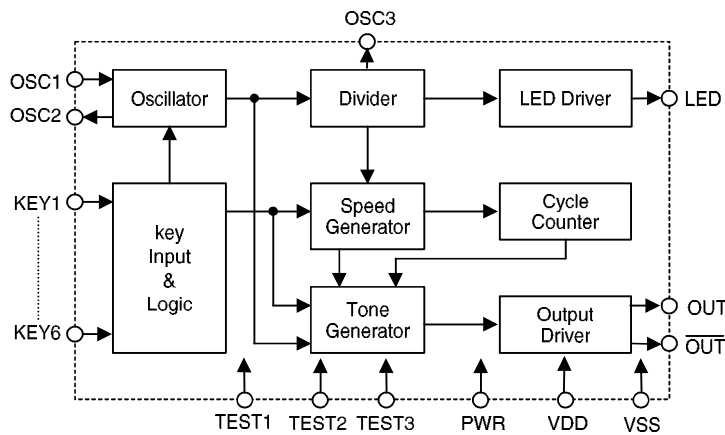 OSC3
OSC1
OSC2
Oscillator
Divider
LED Driver
LED
KEY1
KEY6
key
Input
&
Logic
Speed
Generator
Cycle
Counter
Tone
Generator
Output
Driver
OUT
O̅U̅T̅
TEST1
TEST2
TEST3
PWR
VDD
VSS